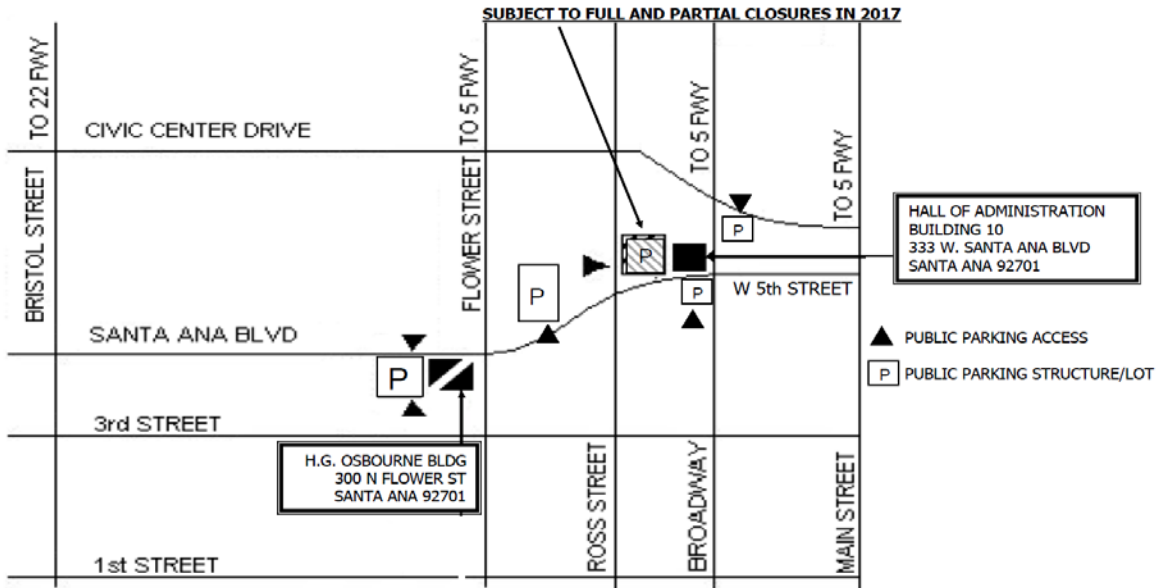 SUBJECT TO FULL AND PARTIAL CLOSURES IN 2017
TO 22 FWY
TO 5 FWY
TO 5 FWY
TO 5 FWY
CIVIC CENTER DRIVE
BRISTOL STREET
FLOWER STREET
P
HALL OF ADMINISTRATION
BUILDING 10
333 W. SANTA ANA BLVD
SANTA ANA 92701
P
P
P
W 5th STREET
SANTA ANA BLVD
PUBLIC PARKING ACCESS
P
P PUBLIC PARKING STRUCTURE/LOT
3rd STREET
H.G. OSBOURNE BLDG
300 N FLOWER ST
SANTA ANA 92701
ROSS STREET
BROADWAY
MAIN STREET
1st STREET